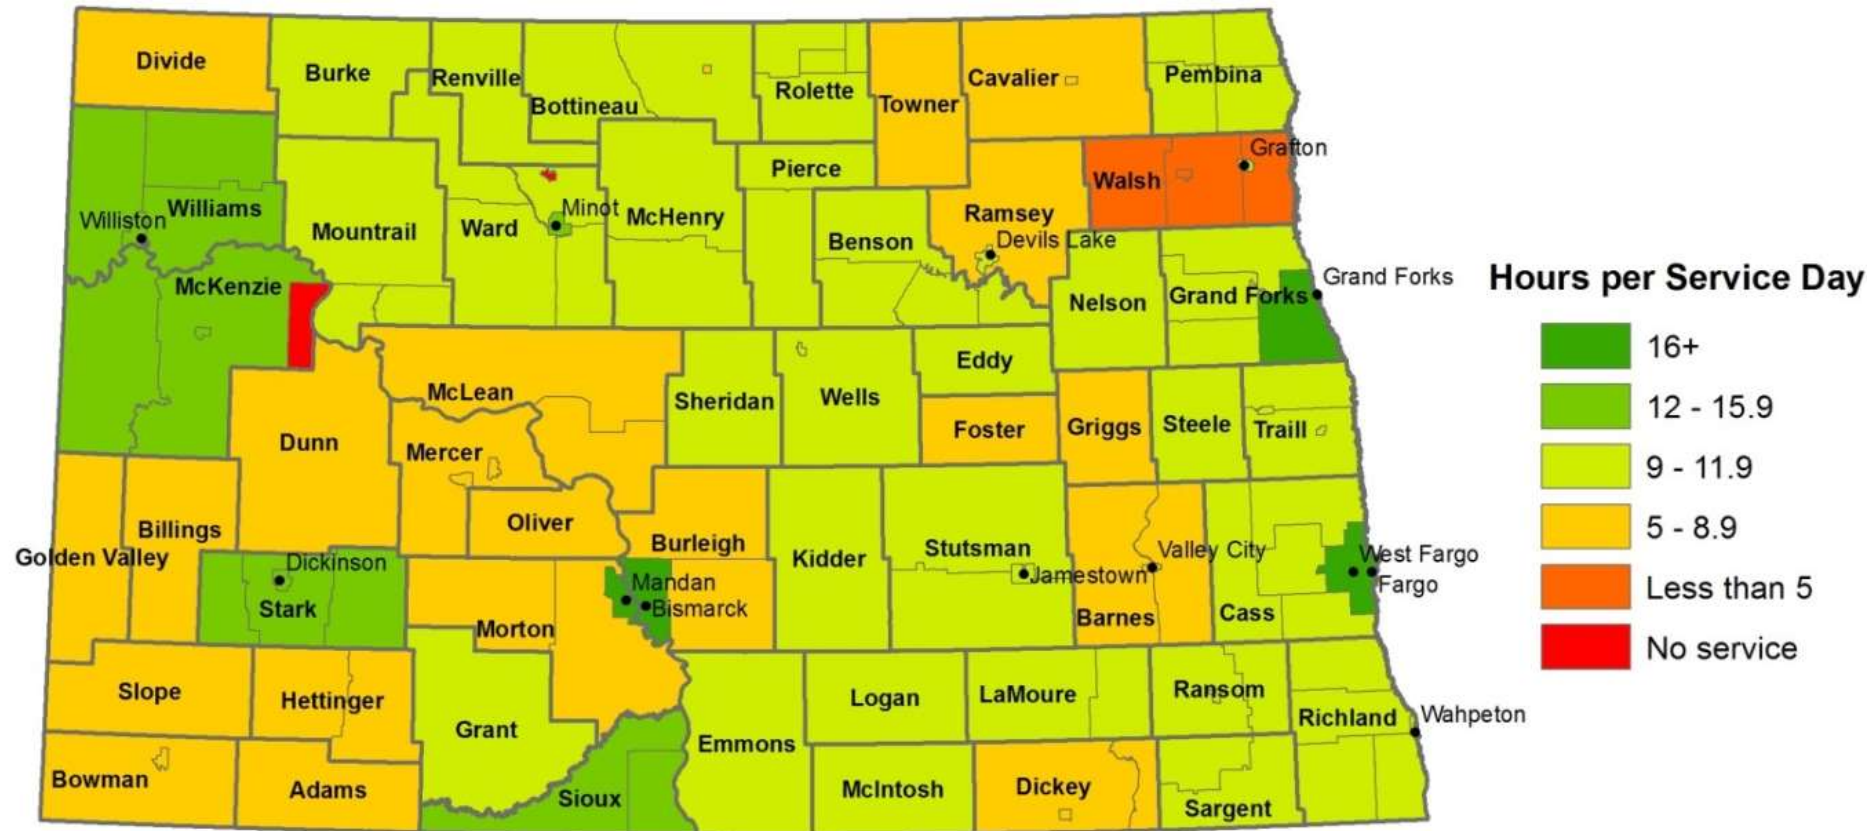 Divide
Burke
Renville
Bottineau
Rolette
Towner
Cavalier
Pembina
Williston
Williams
Mountrail
Ward
Minot
McHenry
Pierce
Benson
Ramsey
Devils Lake
Walsh
Grafton
McKenzie
Nelson
Grand Forks
Grand Forks
McLean
Dunn
Mercer
Sheridan
Wells
Eddy
Foster
Griggs
Steele
Traill
Golden Valley
Billings
Dickinson
Stark
Oliver
Burleigh
Mandan
Bismarck
Morton
Kidder
Stutsman
Jamestown
Valley City
Barnes
Cass
West Fargo
Fargo
Slope
Hettinger
Grant
Bowman
Adams
Sioux
Emmons
Logan
LaMoure
Ransom
Richland
Wahpeton
McIntosh
Dickey
Sargent
Hours per Service Day
16+
12 - 15.9
9 - 11.9
5 - 8.9
Less than 5
No service